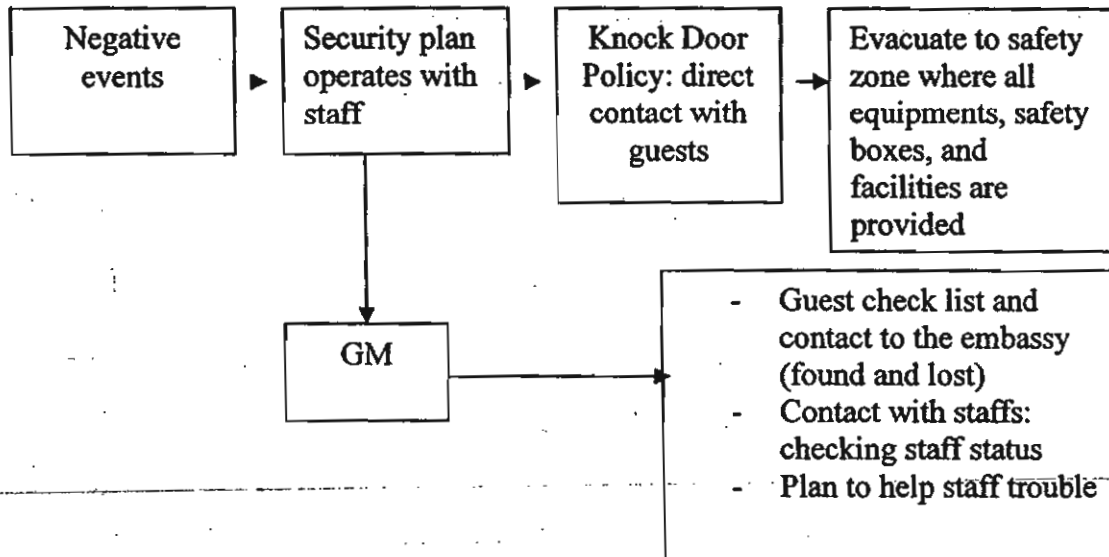 Negative
events
Security plan
operates with
staff
Knock Door
Policy: direct
contact with
guests
Evacuate to safety
zone where all
equipments, safety
boxes, and
facilities are
provided
GM
- Guest check list and
contact to the embassy
(found and lost)
- Contact with staffs:
checking staff status
- Plan to help staff trouble